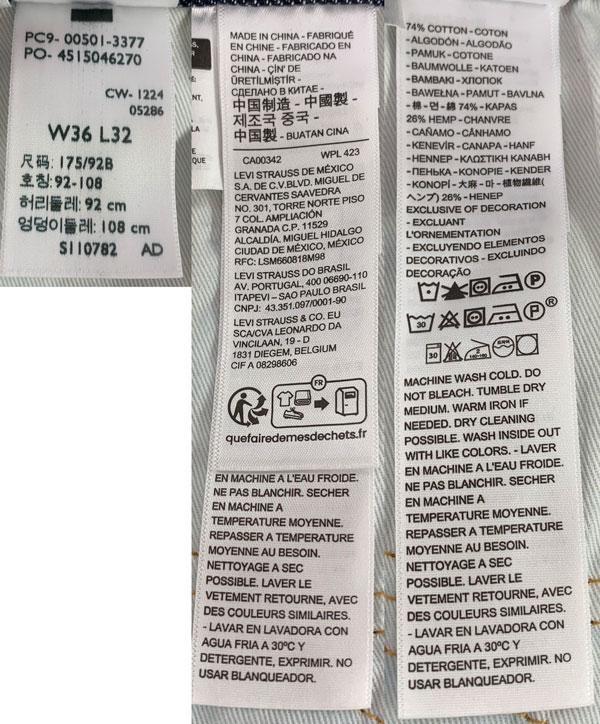 PC9- 00501-3377
PO- 4515046270
CW- 1224
05286
W36 L32
尺码: 175/92B
호칭: 92-108
허리둘레: 92 cm
엉덩이둘레: 108 cm
S110782 AD
MADE IN CHINA - FABRIQUÉ
EN CHINE - FABRICADO EN
CHINA - FABRICADO NA
CHINA - ÇİN' DE
ÜRETİLMİŞTİR -
СДЕЛАНО В КИТАЕ -
中国制造 - 中國製 -
제조국 중국 -
中国製 - BUATAN CINA
CA00342 WPL 423
LEVI STRAUSS DE MÉXICO
S.A. DE C.V.BLVD. MIGUEL DE
CERVANTES SAAVEDRA
NO. 301, TORRE NORTE PISO
7 COL. AMPLIACIÓN
GRANADA C.P. 11529
ALCALDÍA. MIGUEL HIDALGO
CIUDAD DE MÉXICO, MÉXICO
RFC: LSM660818M98
LEVI STRAUSS DO BRASIL
AV. PORTUGAL, 400 06690-110
ITAPEVI – SAO PAULO BRASIL
CNPJ: 43.351.097/0001-90
LEVI STRAUSS & CO. EU
SCA/CVA LEONARDO DA
VINCILAAN, 19 - D
1831 DIEGEM, BELGIUM
CIF A 08298606
FR
quefairedemesdechets.fr
EN MACHINE A L'EAU FROIDE.
NE PAS BLANCHIR. SECHER
EN MACHINE A
TEMPERATURE MOYENNE.
REPASSER A TEMPERATURE
MOYENNE AU BESOIN.
NETTOYAGE A SEC
POSSIBLE. LAVER LE
VETEMENT RETOURNE, AVEC
DES COULEURS SIMILAIRES.
- LAVAR EN LAVADORA CON
AGUA FRIA A 30ºC Y
DETERGENTE, EXPRIMIR. NO
USAR BLANQUEADOR.
74% COTTON - COTON
- ALGODÓN - ALGODÃO
- PAMUK - COTONE
- BAUMWOLLE - KATOEN
- BAMBAKI - ХЛОПОК
- BAWEŁNA - PAMUT - BAVLNA
- 棉 - 면 - 綿 74% - KAPAS
26% HEMP - CHANVRE
- CAÑAMO - CÂNHAMO
- KENEVİR - CANAPA - HANF
- HENNEP - ΚΛΩΣΤΙΚΗ KANABH
- ПЕНЬКА - KONOPIE - KENDER
- KONOPÍ - 大麻 - 마 - 植物繊維(
ヘンプ) 26% - HENEP
EXCLUSIVE OF DECORATION
- EXCLUANT
L'ORNEMENTATION
- EXCLUYENDO ELEMENTOS
DECORATIVOS - EXCLUINDO
DECORAÇÃO
P
30 P ®
30
MACHINE WASH COLD. DO
NOT BLEACH. TUMBLE DRY
MEDIUM. WARM IRON IF
NEEDED. DRY CLEANING
POSSIBLE. WASH INSIDE OUT
WITH LIKE COLORS. - LAVER
EN MACHINE A L'EAU FROIDE.
NE PAS BLANCHIR. SECHER
EN MACHINE A
TEMPERATURE MOYENNE.
REPASSER A TEMPERATURE
MOYENNE AU BESOIN.
NETTOYAGE A SEC
POSSIBLE. LAVER LE
VETEMENT RETOURNE, AVEC
DES COULEURS SIMILAIRES.
- LAVAR EN LAVADORA CON
AGUA FRIA A 30ºC Y
DETERGENTE, EXPRIMIR. NO
USAR BLANQUEADOR.